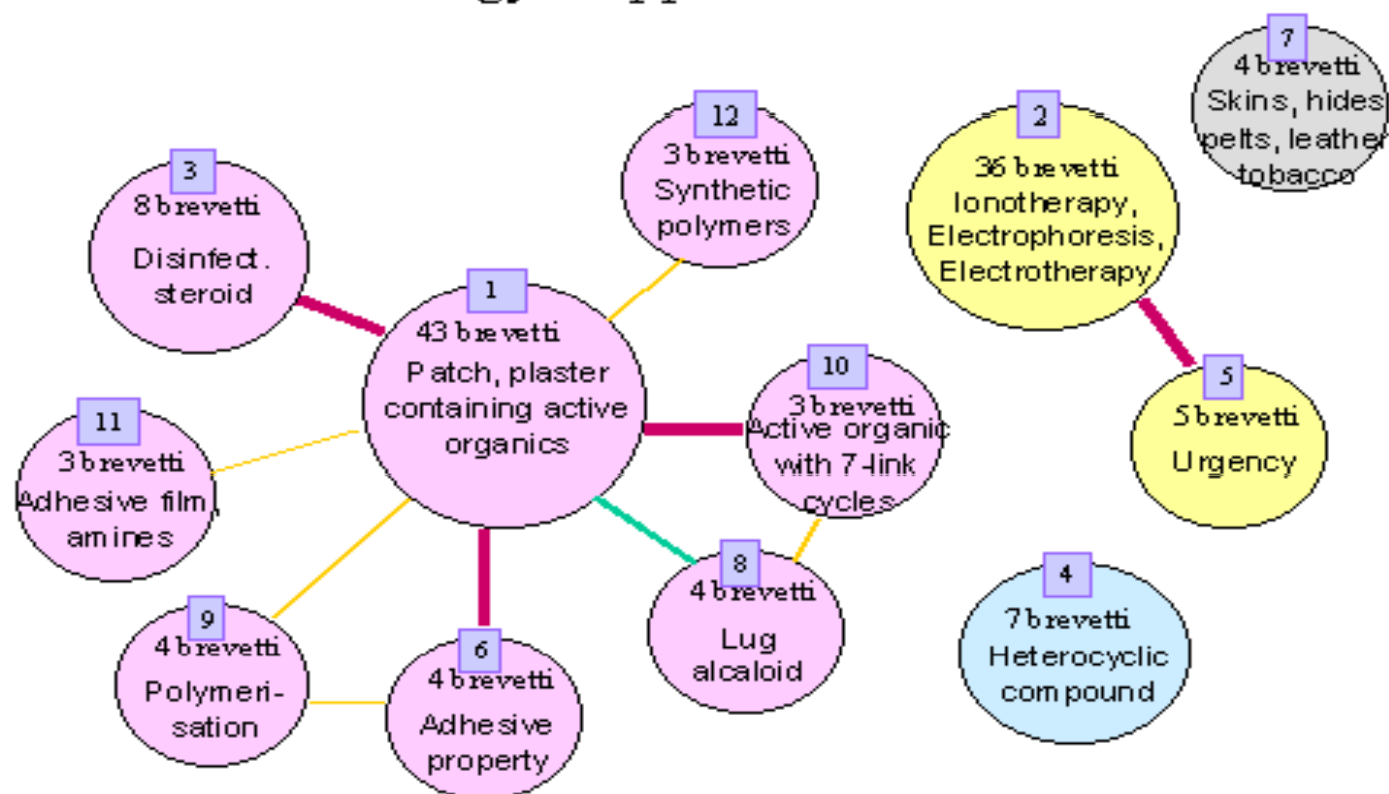 7
4 brevetti
Skins, hides
pelts, leather
tobacco
12
3 brevetti
Synthetic
polymers
2
36 brevetti
Ionotherapy,
Electrophoresis,
Electrotherapy
3
8 brevetti
Disinfect.
steroid
1
43 brevetti
Patch, plaster
containing active
organics
10
3 brevetti
Active organic
with 7-link
cycles
5
5 brevetti
Urgency
11
3 brevetti
Adhesive film,
amines
8
4 brevetti
Lug
alcaloid
4
7 brevetti
Heterocyclic
compound
9
4 brevetti
Polymeri-
sation
6
4 brevetti
Adhesive
property